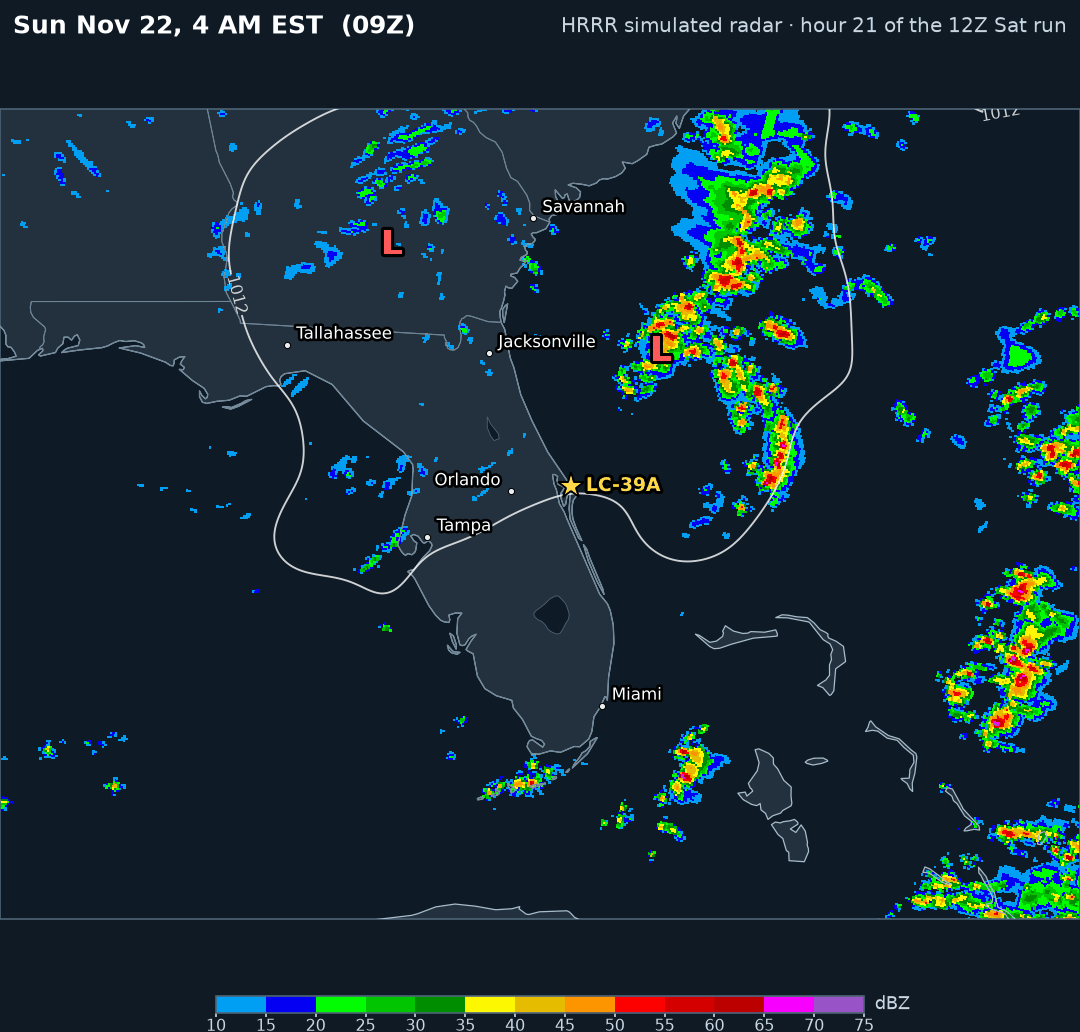 Sun Nov 22, 4 AM EST (09Z)
HRRR simulated radar · hour 21 of the 12Z Sat run
1012
Savannah
L
1012
Tallahassee
Jacksonville
L
Orlando
LC-39A
Tampa
Miami
dBZ
10 15 20 25 30 35 40 45 50 55 60 65 70 75